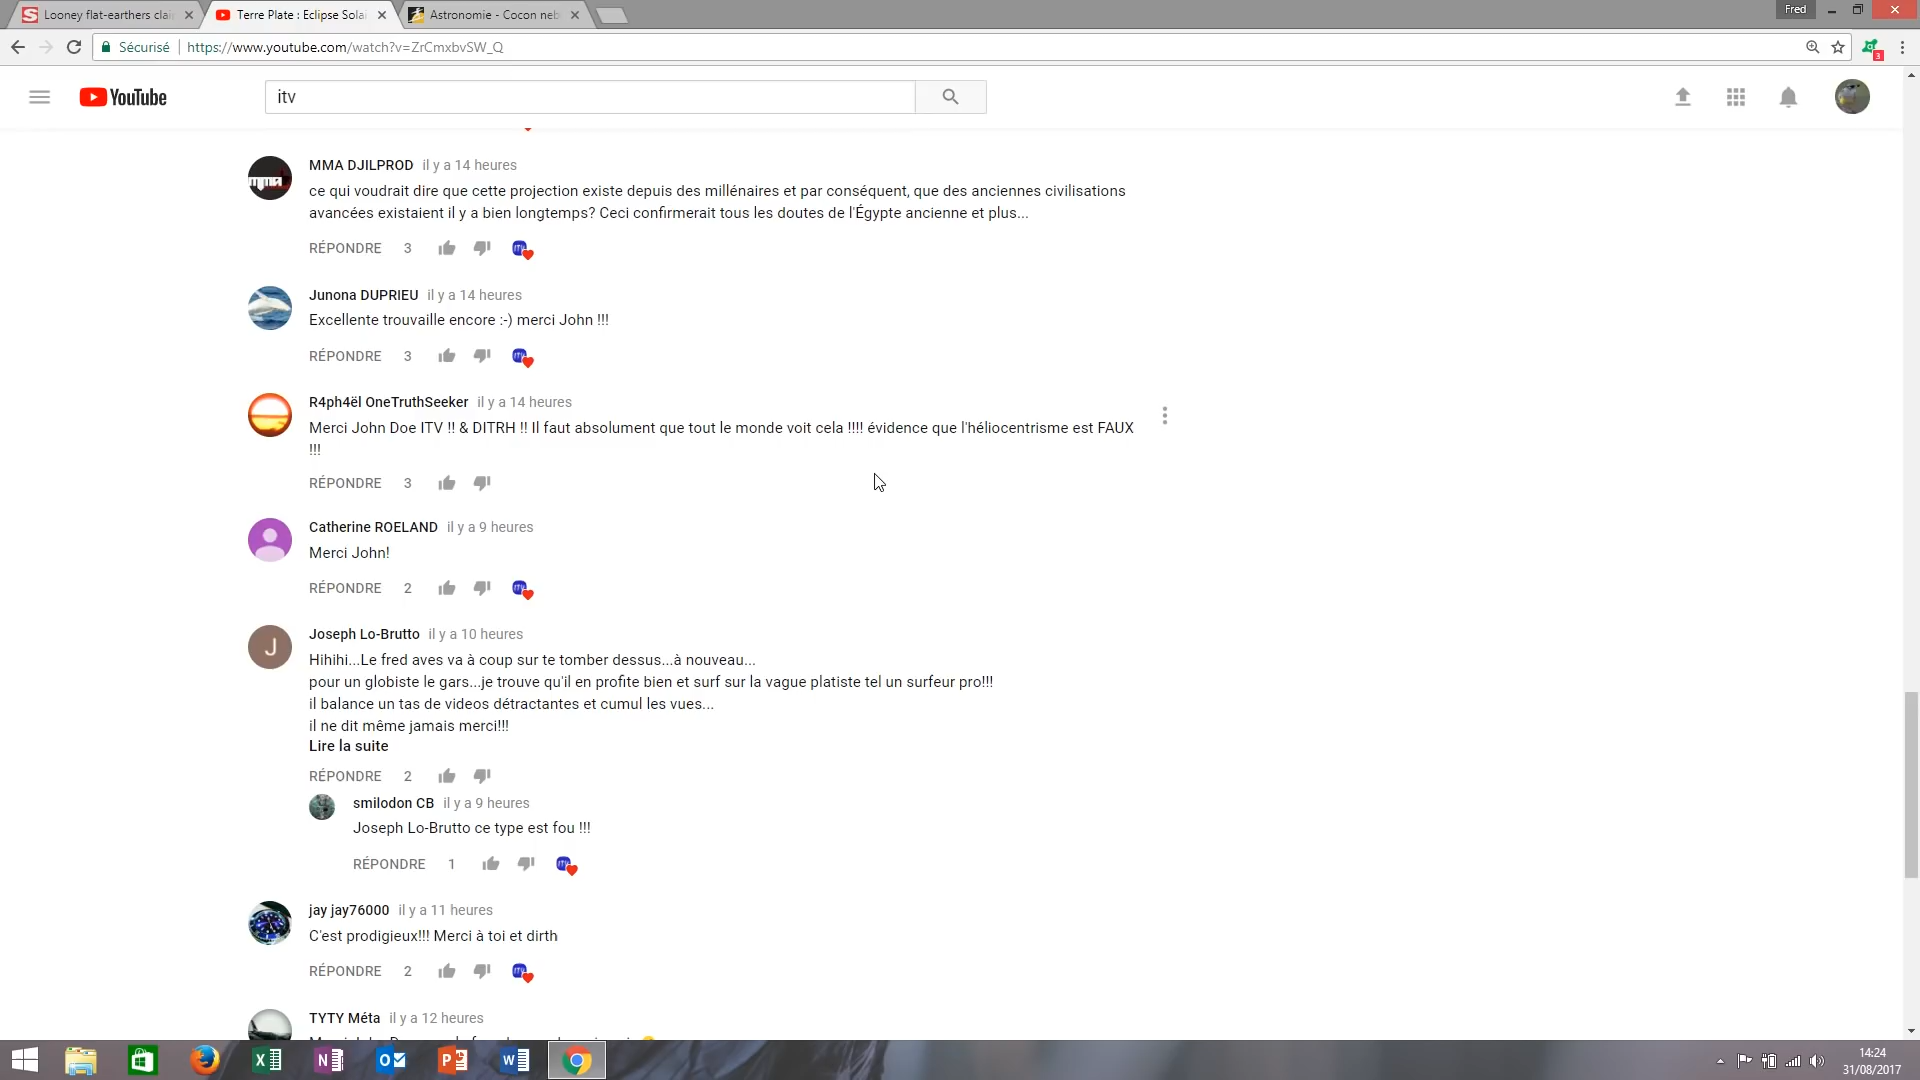 Looney flat-earthers clai
Terre Plate : Eclipse Sola
Astronomie - Cocon neb
Fred
Sécurisé
https://www.youtube.com/watch?v=ZrCmxbvSW_Q
3
YouTube
itv
MMA DJILPROD il y a 14 heures
ce qui voudrait dire que cette projection existe depuis des millénaires et par conséquent, que des anciennes civilisations
avancées existaient il y a bien longtemps? Ceci confirmerait tous les doutes de l'Égypte ancienne et plus...
RÉPONDRE 3
Junona DUPRIEU il y a 14 heures
Excellente trouvaille encore :-) merci John !!!
RÉPONDRE 3
R4ph4ël OneTruthSeeker il y a 14 heures
Merci John Doe ITV !! & DITRH !! Il faut absolument que tout le monde voit cela !!!! évidence que l'héliocentrisme est FAUX
!!!
RÉPONDRE 3
Catherine ROELAND il y a 9 heures
Merci John!
RÉPONDRE 2
J
Joseph Lo-Brutto il y a 10 heures
Hihihi...Le fred aves va à coup sur te tomber dessus...à nouveau...
pour un globiste le gars...je trouve qu'il en profite bien et surf sur la vague platiste tel un surfeur pro!!!
il balance un tas de videos détractantes et cumul les vues...
il ne dit même jamais merci!!!
Lire la suite
RÉPONDRE 2
smilodon CB il y a 9 heures
Joseph Lo-Brutto ce type est fou !!!
RÉPONDRE 1
jay jay76000 il y a 11 heures
C'est prodigieux!!! Merci à toi et dirth
RÉPONDRE 2
TYTY Méta il y a 12 heures
14:24
31/08/2017